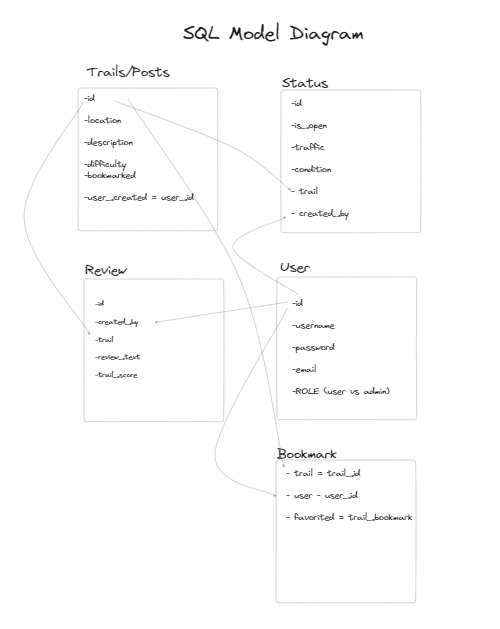 SQL Model Diagram
Trails/Posts
-id
-location
-description
-difficulty
-bookmarked
-user_created = user_id
Status
-id
-is_open
-traffic
-condition
- trail
- created_by
Review
-id
-created_by
-trail
-review_text
-trail_score
User
-id
-username
-password
-email
-ROLE (user vs admin)
Bookmark
- trail = trail_id
- user - user_id
- favorited = trail_bookmark